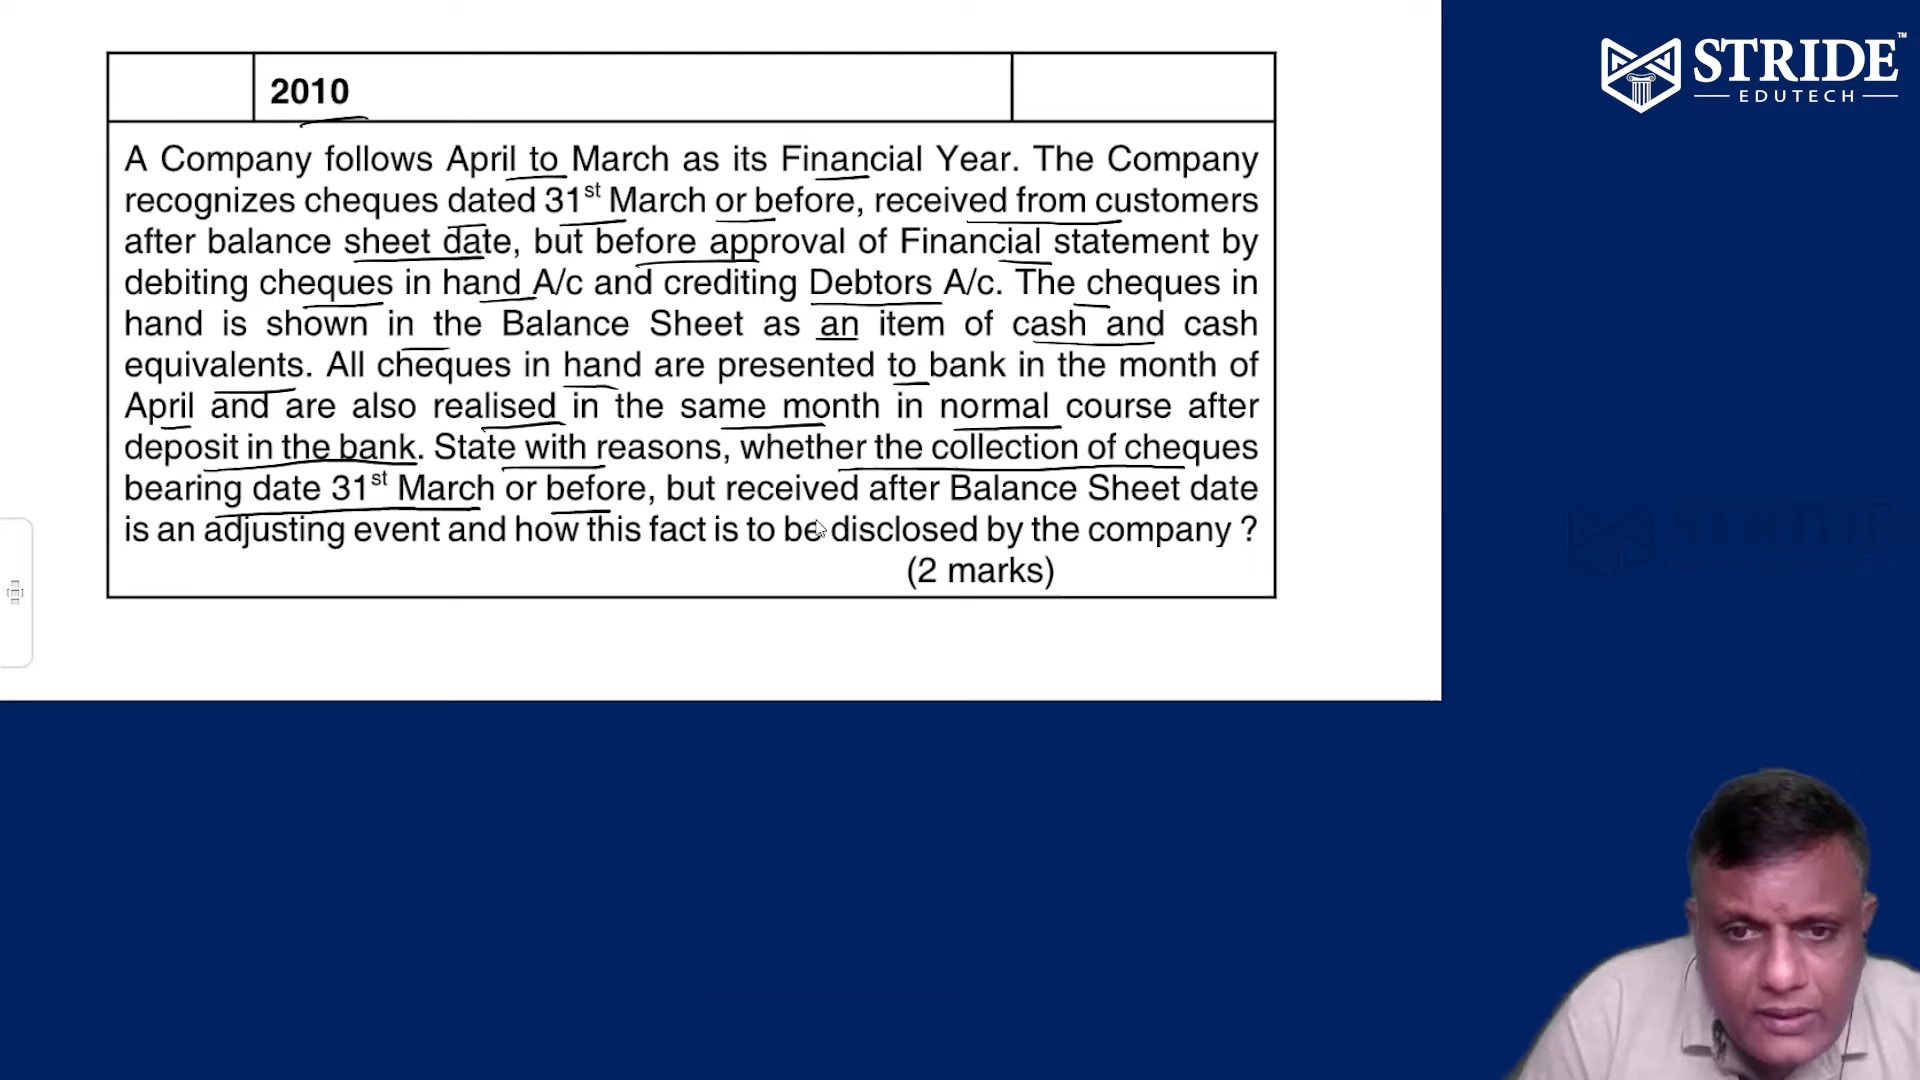 STRIDE™
EDUTECH
2010
A Company follows April to March as its Financial Year. The Company
recognizes cheques dated 31st March or before, received from customers
after balance sheet date, but before approval of Financial statement by
debiting cheques in hand A/c and crediting Debtors A/c. The cheques in
hand is shown in the Balance Sheet as an item of cash and cash
equivalents. All cheques in hand are presented to bank in the month of
April and are also realised in the same month in normal course after
deposit in the bank. State with reasons, whether the collection of cheques
bearing date 31st March or before, but received after Balance Sheet date
is an adjusting event and how this fact is to be disclosed by the company ?
(2 marks)